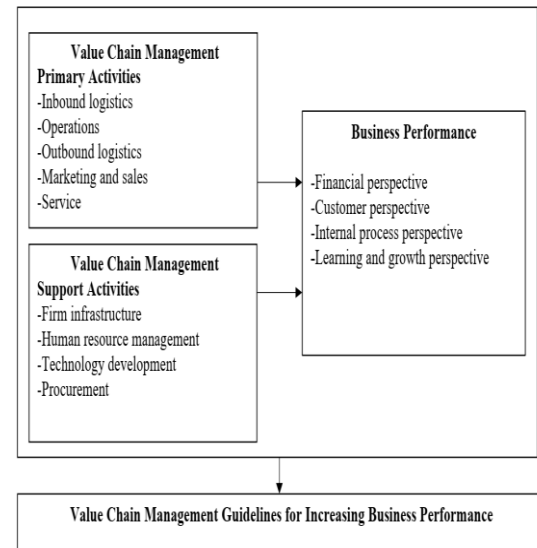 Value Chain Management
Primary Activities
-Inbound logistics
-Operations
-Outbound logistics
-Marketing and sales
-Service
Value Chain Management
Support Activities
-Firm infrastructure
-Human resource management
-Technology development
-Procurement
Business Performance
-Financial perspective
-Customer perspective
-Internal process perspective
-Learning and growth perspective
Value Chain Management Guidelines for Increasing Business Performance